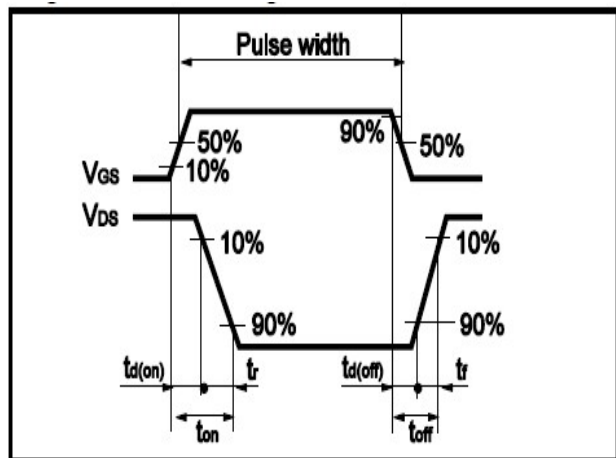 Pulse width
90%
50%
50%
10%
VGS
VDS
10%
10%
90%
90%
td(on)
tr
td(off)
tf
ton
toff